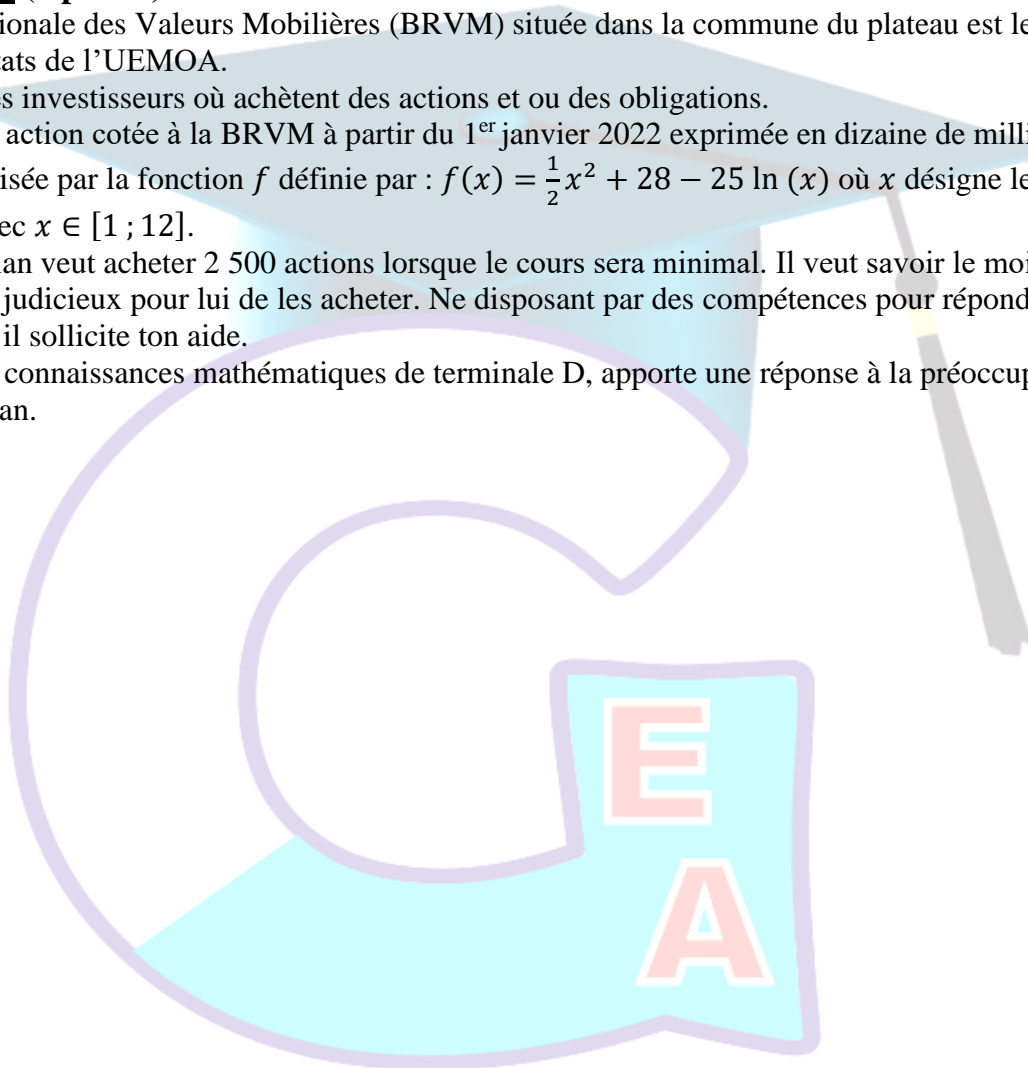 ionale des Valeurs Mobilières (BRVM) située dans la commune du plateau est le
tats de l’UEMOA.
s investisseurs où achètent des actions et ou des obligations.
action cotée à la BRVM à partir du 1er janvier 2022 exprimée en dizaine de milli
isée par la fonction f définie par : f(x) = 1/2 x² + 28 − 25 ln (x) où x désigne le
ec x ∈ [1 ; 12].
an veut acheter 2 500 actions lorsque le cours sera minimal. Il veut savoir le moi
judicieux pour lui de les acheter. Ne disposant par des compétences pour répond
il sollicite ton aide.
connaissances mathématiques de terminale D, apporte une réponse à la préoccup
an.
E
A